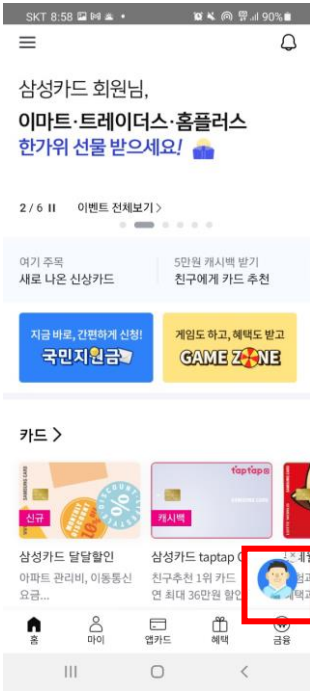 SKT 8:58 90%
삼성카드 회원님,
이마트·트레이더스·홈플러스
한가위 선물 받으세요!
2 / 6 이벤트 전체보기 >
여기 주목
새로 나온 신상카드
5만원 캐시백 받기
친구에게 카드 추천
지금 바로, 간편하게 신청!
국민지원금
게임도 하고, 혜택도 받고
GAME ZONE
카드 >
SAMSUNG CARD
MONTHLY DISCOUNT
10%
DISCOUNT
%
신규
taptap
캐시백
삼성카드 달달할인
아파트 관리비, 이동통신
요금...
삼성카드 taptap
친구추천 1위 카드
연 최대 36만원 할인
홈
마이
앱카드
혜택
금융